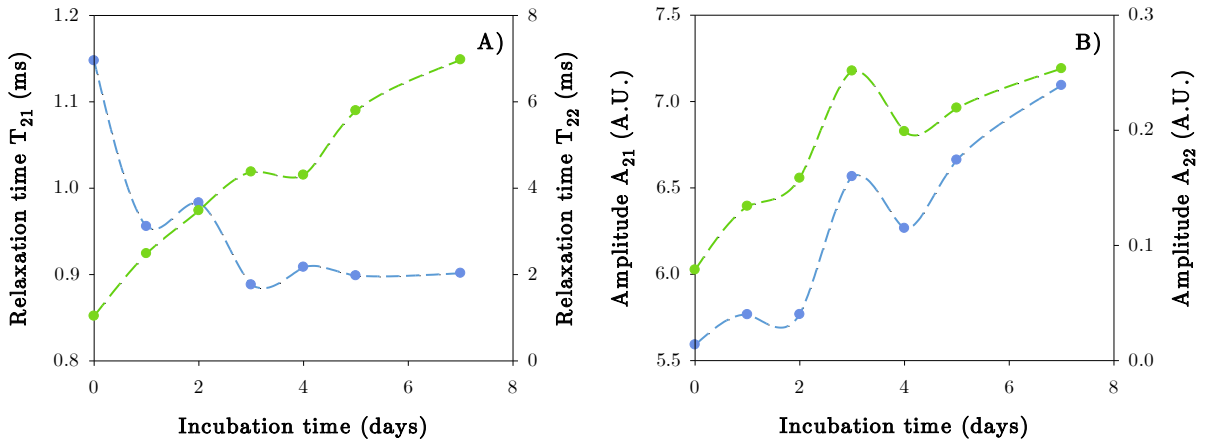 A)
Relaxation time T21 (ms)
1.2
1.1
1.0
0.9
0.8
Relaxation time T22 (ms)
8
6
4
2
0
0 2 4 6 8
Incubation time (days)
B)
Amplitude A21 (A.U.)
7.5
7.0
6.5
6.0
5.5
Amplitude A22 (A.U.)
0.3
0.2
0.1
0.0
0 2 4 6 8
Incubation time (days)